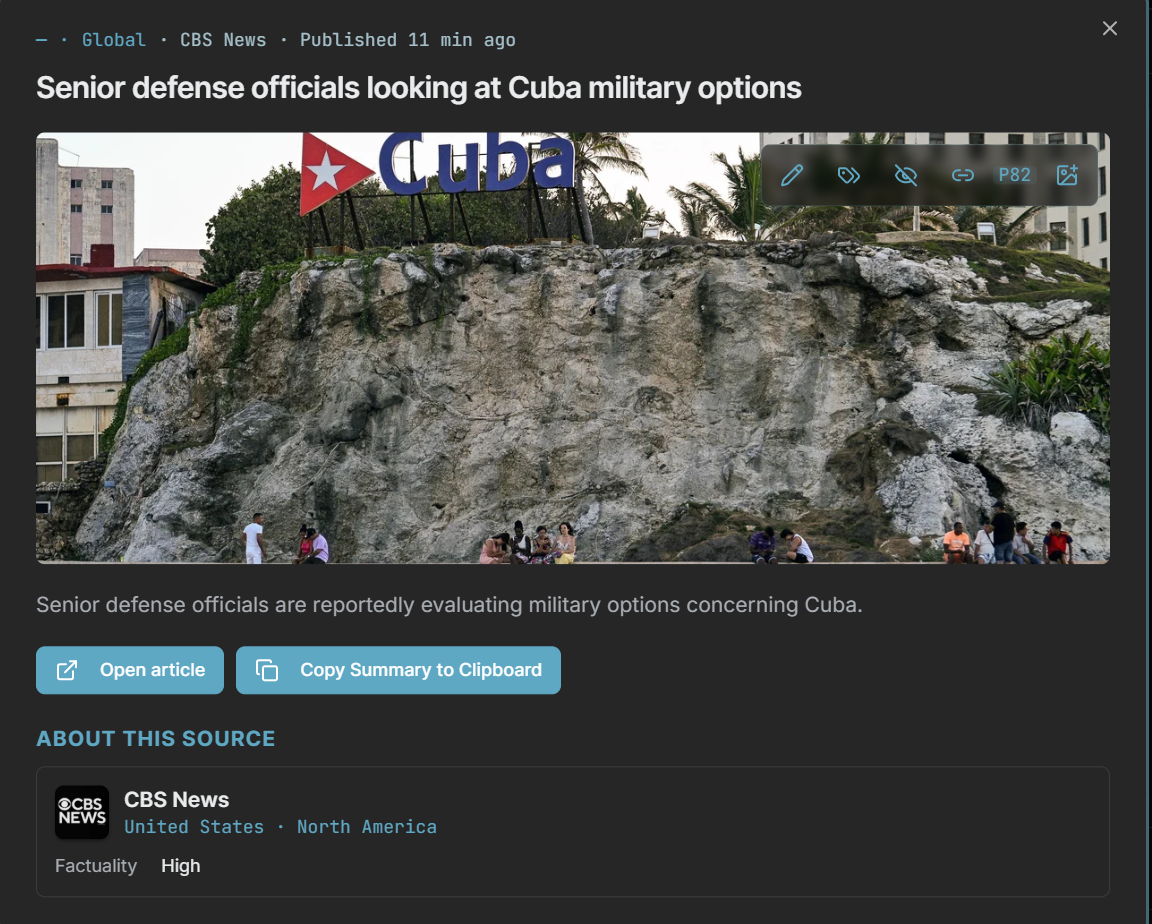 — · Global · CBS News · Published 11 min ago
Senior defense officials looking at Cuba military options
Cuba
P82
Senior defense officials are reportedly evaluating military options concerning Cuba.
Open article
Copy Summary to Clipboard
ABOUT THIS SOURCE
CBS NEWS
CBS News
United States · North America
Factuality High